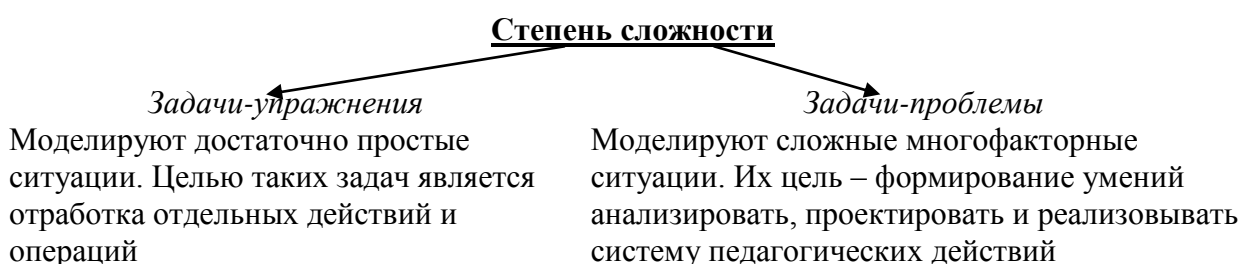 Степень сложности
Задачи-упражнения
Моделируют достаточно простые
ситуации. Целью таких задач является
отработка отдельных действий и
операций
Задачи-проблемы
Моделируют сложные многофакторные
ситуации. Их цель – формирование умений
анализировать, проектировать и реализовывать
систему педагогических действий